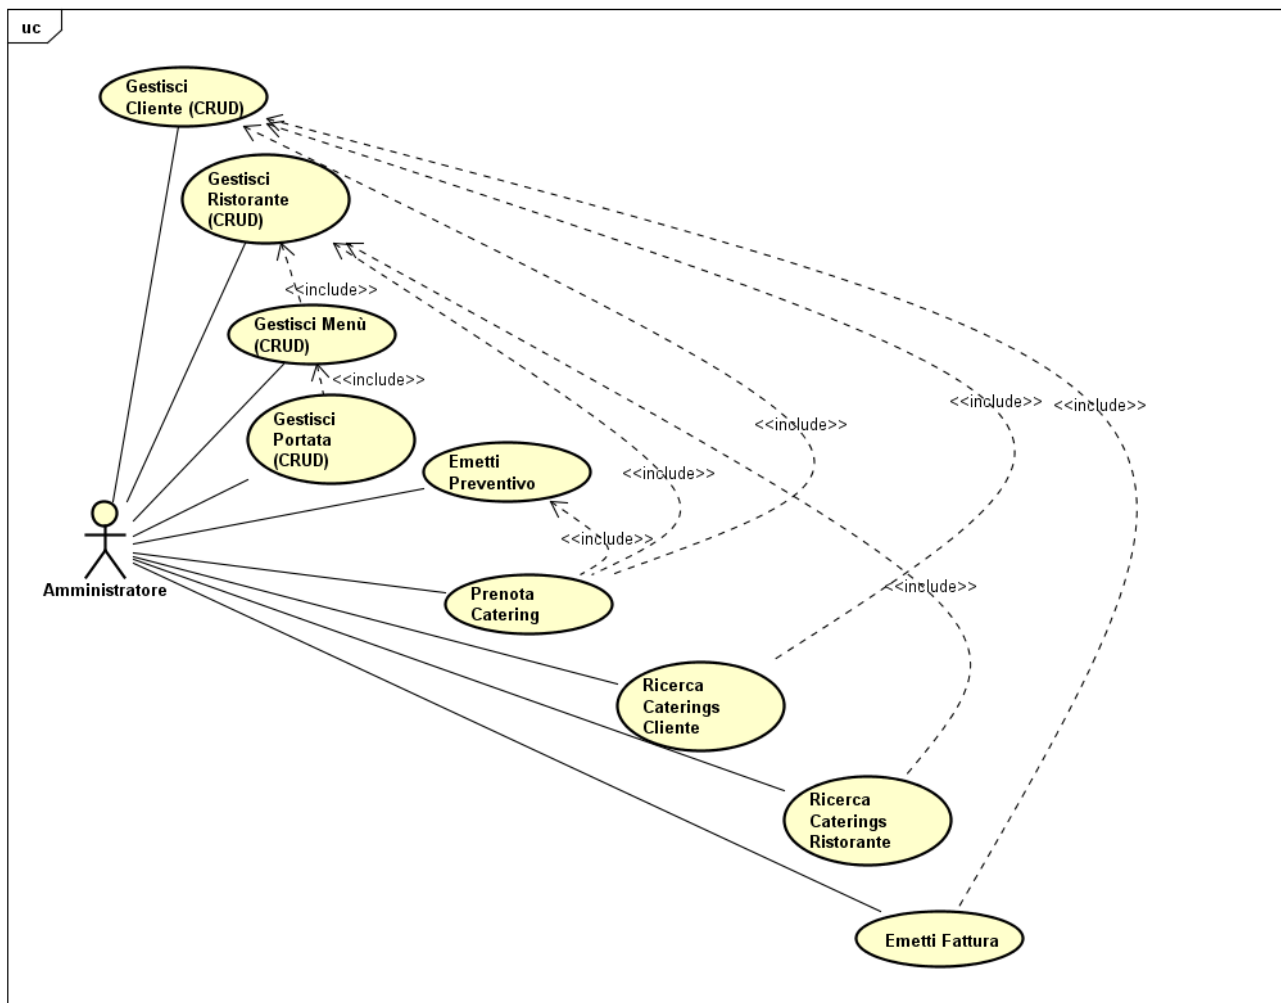 uc
Gestisci
Cliente (CRUD)
Gestisci
Ristorante
(CRUD)
<<include>>
Gestisci Menù
(CRUD)
<<include>>
Gestisci
Portata
(CRUD)
<<include>>
<<include>>
<<include>>
Emetti
Preventivo
<<include>>
<<include>>
Amministratore
Prenota
Catering
<<include>>
Ricerca
Caterings
Cliente
Ricerca
Caterings
Ristorante
Emetti Fattura